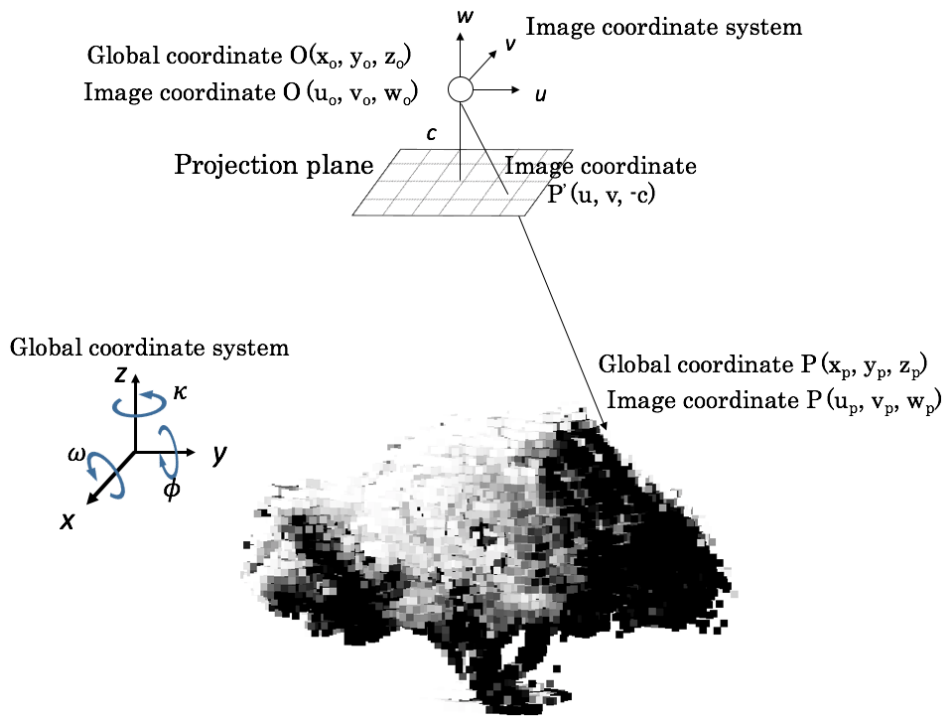 w
v
Image coordinate system
Global coordinate O(xₒ, yₒ, zₒ)
Image coordinate O (uₒ, vₒ, wₒ)
u
c
Projection plane
Image coordinate
P' (u, v, -c)
Global coordinate system
z
κ
Global coordinate P (xₚ, yₚ, zₚ)
Image coordinate P (uₚ, vₚ, wₚ)
ω
y
ϕ
x